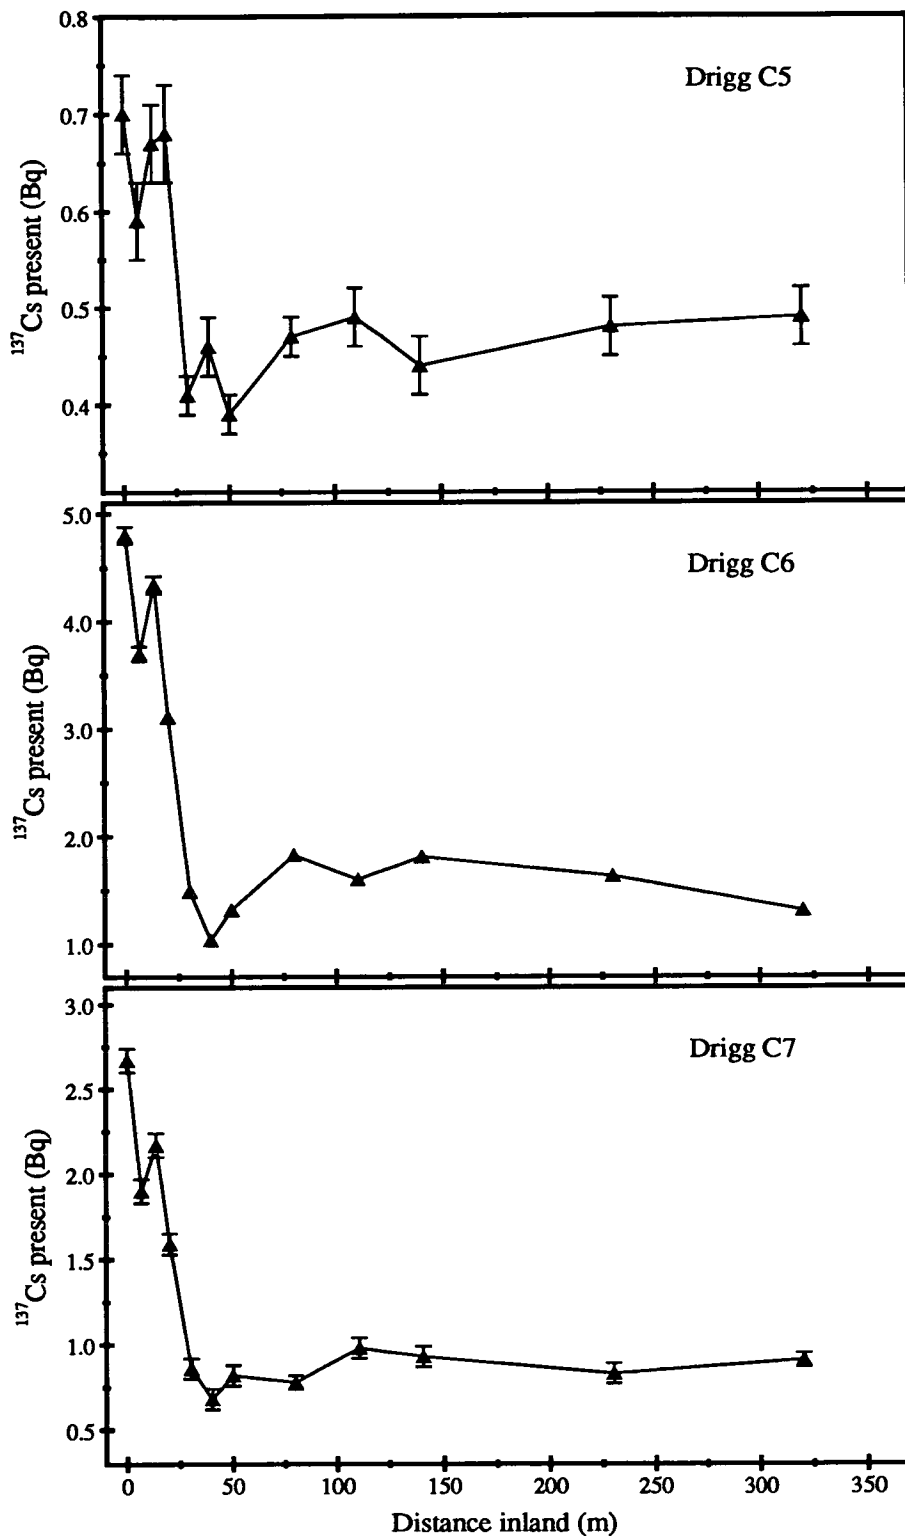 0.8
Drigg C5
0.7
0.6
0.5
0.4
¹³⁷Cs present (Bq)
5.0
Drigg C6
4.0
3.0
2.0
1.0
¹³⁷Cs present (Bq)
3.0
Drigg C7
2.5
2.0
1.5
1.0
0.5
¹³⁷Cs present (Bq)
0 50 100 150 200 250 300 350
Distance inland (m)